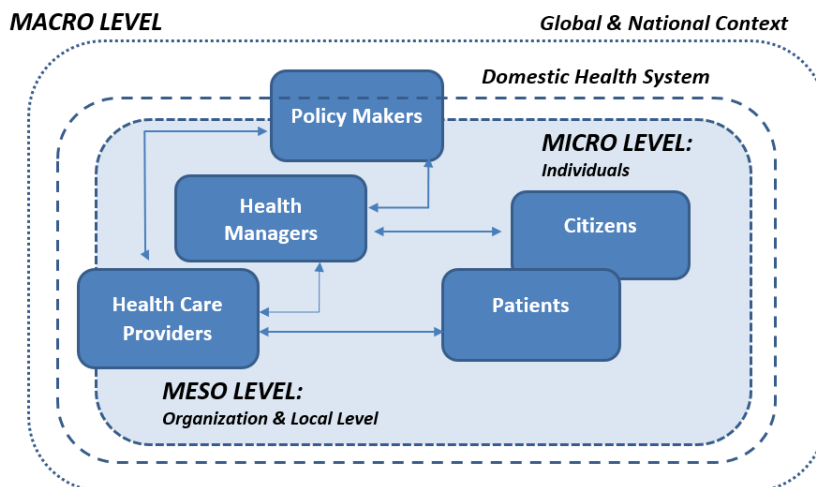 MACRO LEVEL
Global & National Context
Domestic Health System
Policy Makers
MICRO LEVEL:
Individuals
Health
Managers
Citizens
Health Care
Providers
Patients
MESO LEVEL:
Organization & Local Level